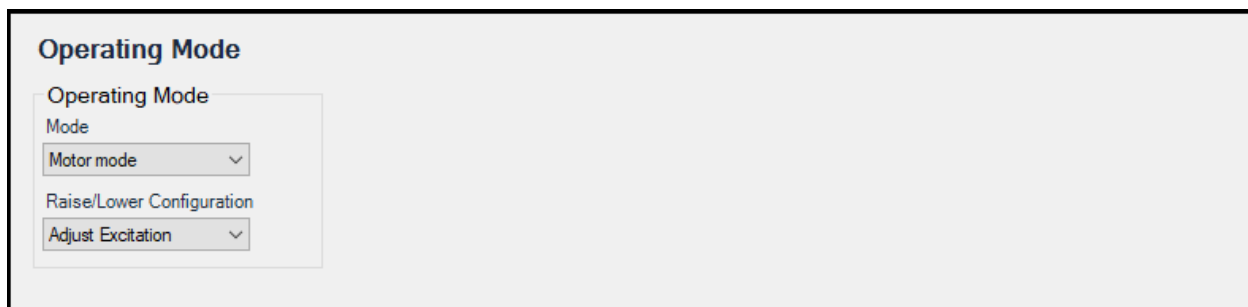 Operating Mode
Operating Mode
Mode
Motor mode
Raise/Lower Configuration
Adjust Excitation